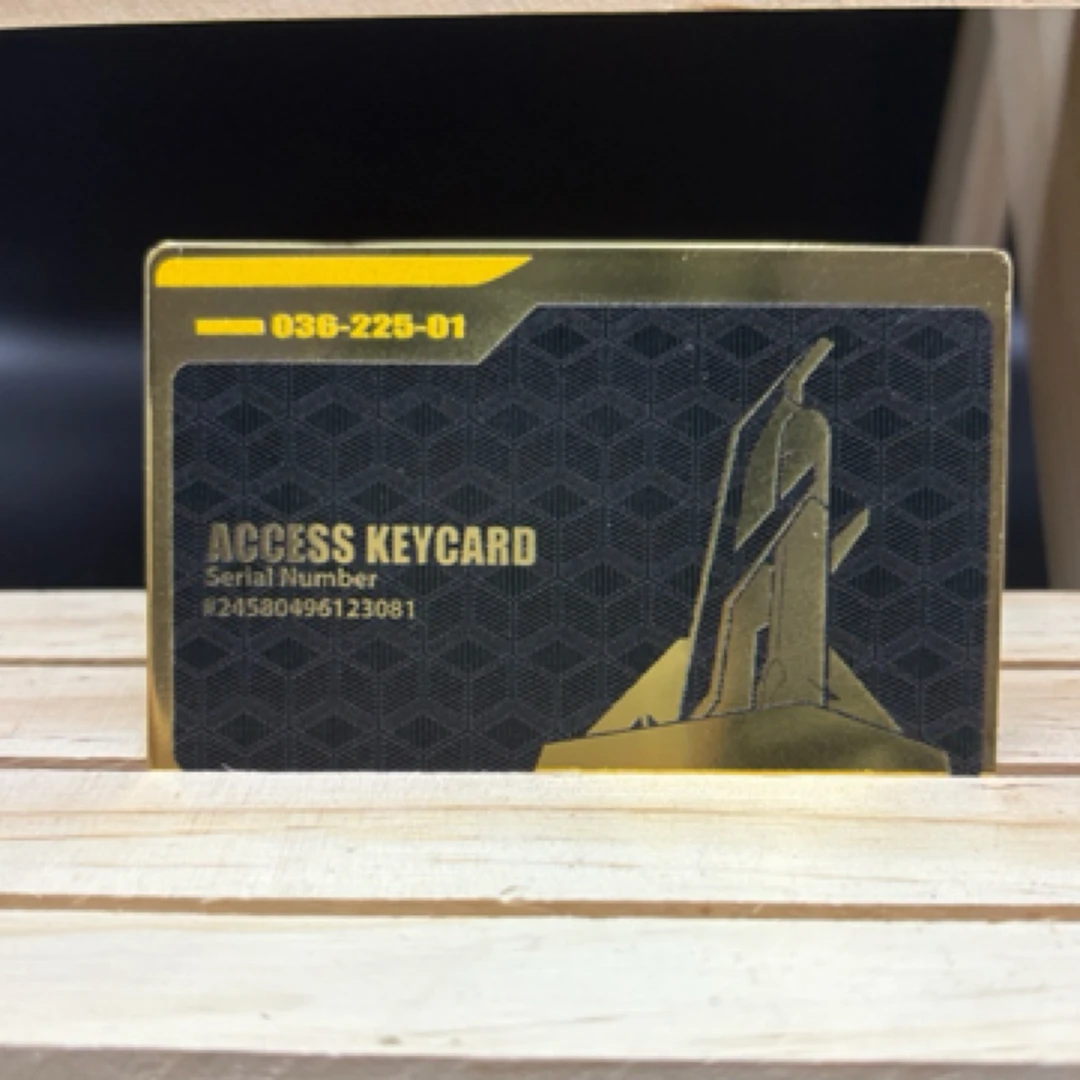 036-225-01
ACCESS KEYCARD
Serial Number
#24580496123081